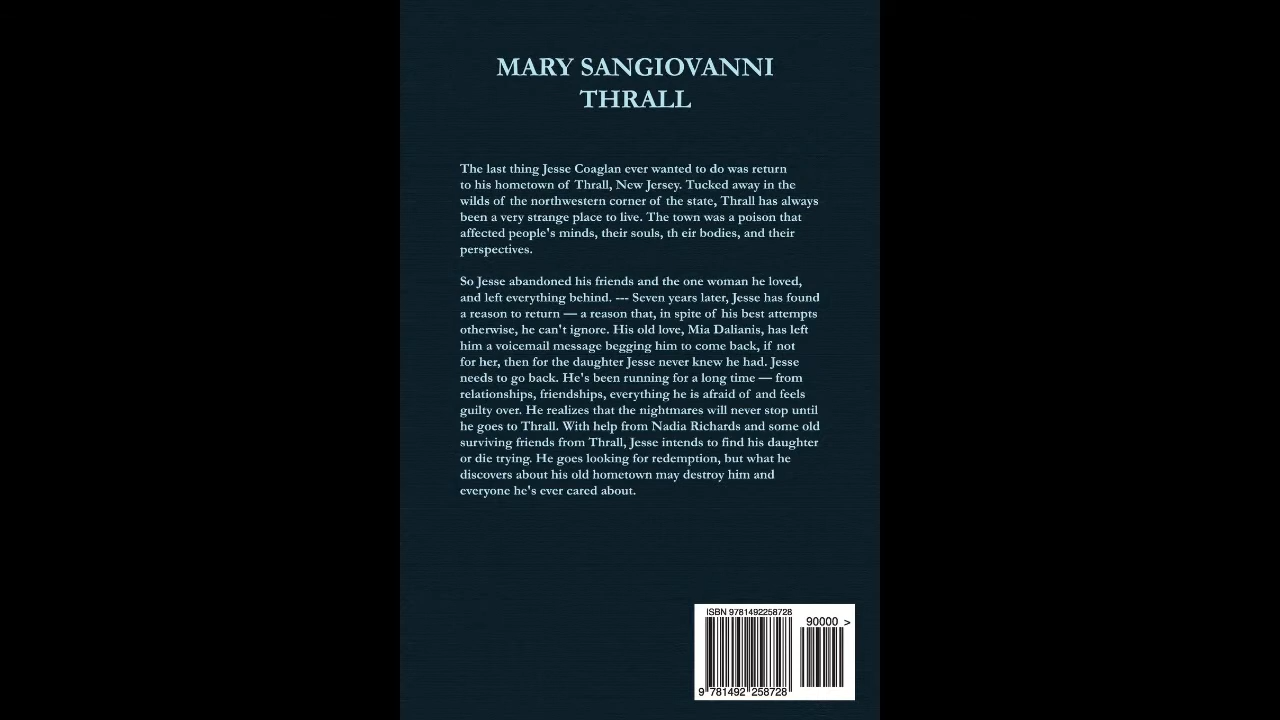 MARY SANGIOVANNI
THRALL
The last thing Jesse Coaglan ever wanted to do was return
to his hometown of Thrall, New Jersey. Tucked away in the
wilds of the northwestern corner of the state, Thrall has always
been a very strange place to live. The town was a poison that
affected people's minds, their souls, th eir bodies, and their
perspectives.
So Jesse abandoned his friends and the one woman he loved,
and left everything behind. --- Seven years later, Jesse has found
a reason to return — a reason that, in spite of his best attempts
otherwise, he can't ignore. His old love, Mia Dalianis, has left
him a voicemail message begging him to come back, if not
for her, then for the daughter Jesse never knew he had. Jesse
needs to go back. He's been running for a long time — from
relationships, friendships, everything he is afraid of and feels
guilty over. He realizes that the nightmares will never stop until
he goes to Thrall. With help from Nadia Richards and some old
surviving friends from Thrall, Jesse intends to find his daughter
or die trying. He goes looking for redemption, but what he
discovers about his old hometown may destroy him and
everyone he's ever cared about.
ISBN 9781492258728
90000 >
9 781492 258728